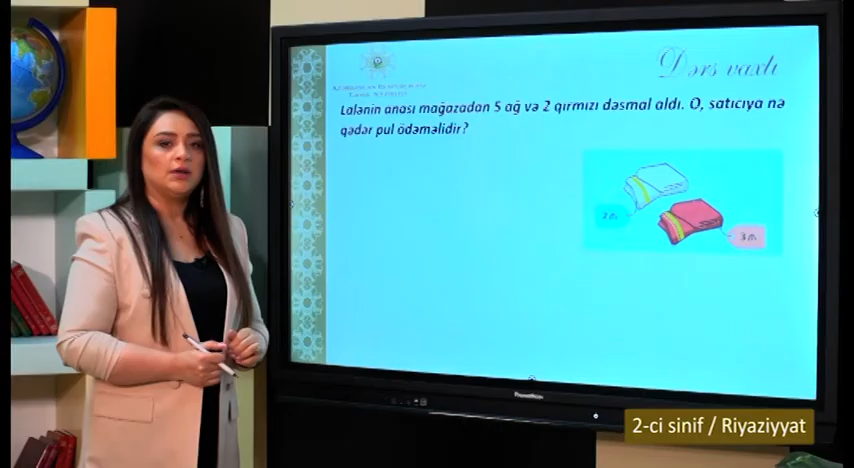 Dərs vaxtı
Lalənin anası mağazadan 5 ağ və 2 qırmızı dəsmal aldı. O, satıcıya nə
qədər pul ödəməlidir?
3 ₼
Promethean
2-ci sinif / Riyaziyyat